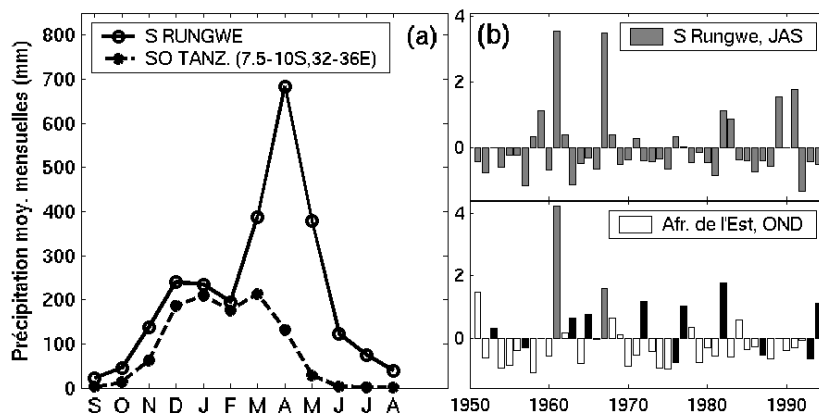 Précipitation moy. mensuelles (mm)
800
700
600
500
400
300
200
100
0
S O N D J F M A M J J A
S RUNGWE
SO TANZ. (7.5-10S,32-36E)
(a)
(b)
S Rungwe, JAS
4
2
0
Afr. de l'Est, OND
4
2
0
1950 1960 1970 1980 1990